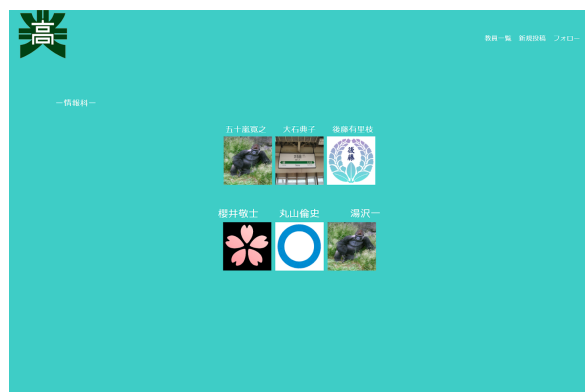 高
教員一覧 新規投稿 フォロー
－情報科－
五十嵐寛之 大石典子 後藤有里枝
後藤
櫻井敬士 丸山倫史 湯沢一